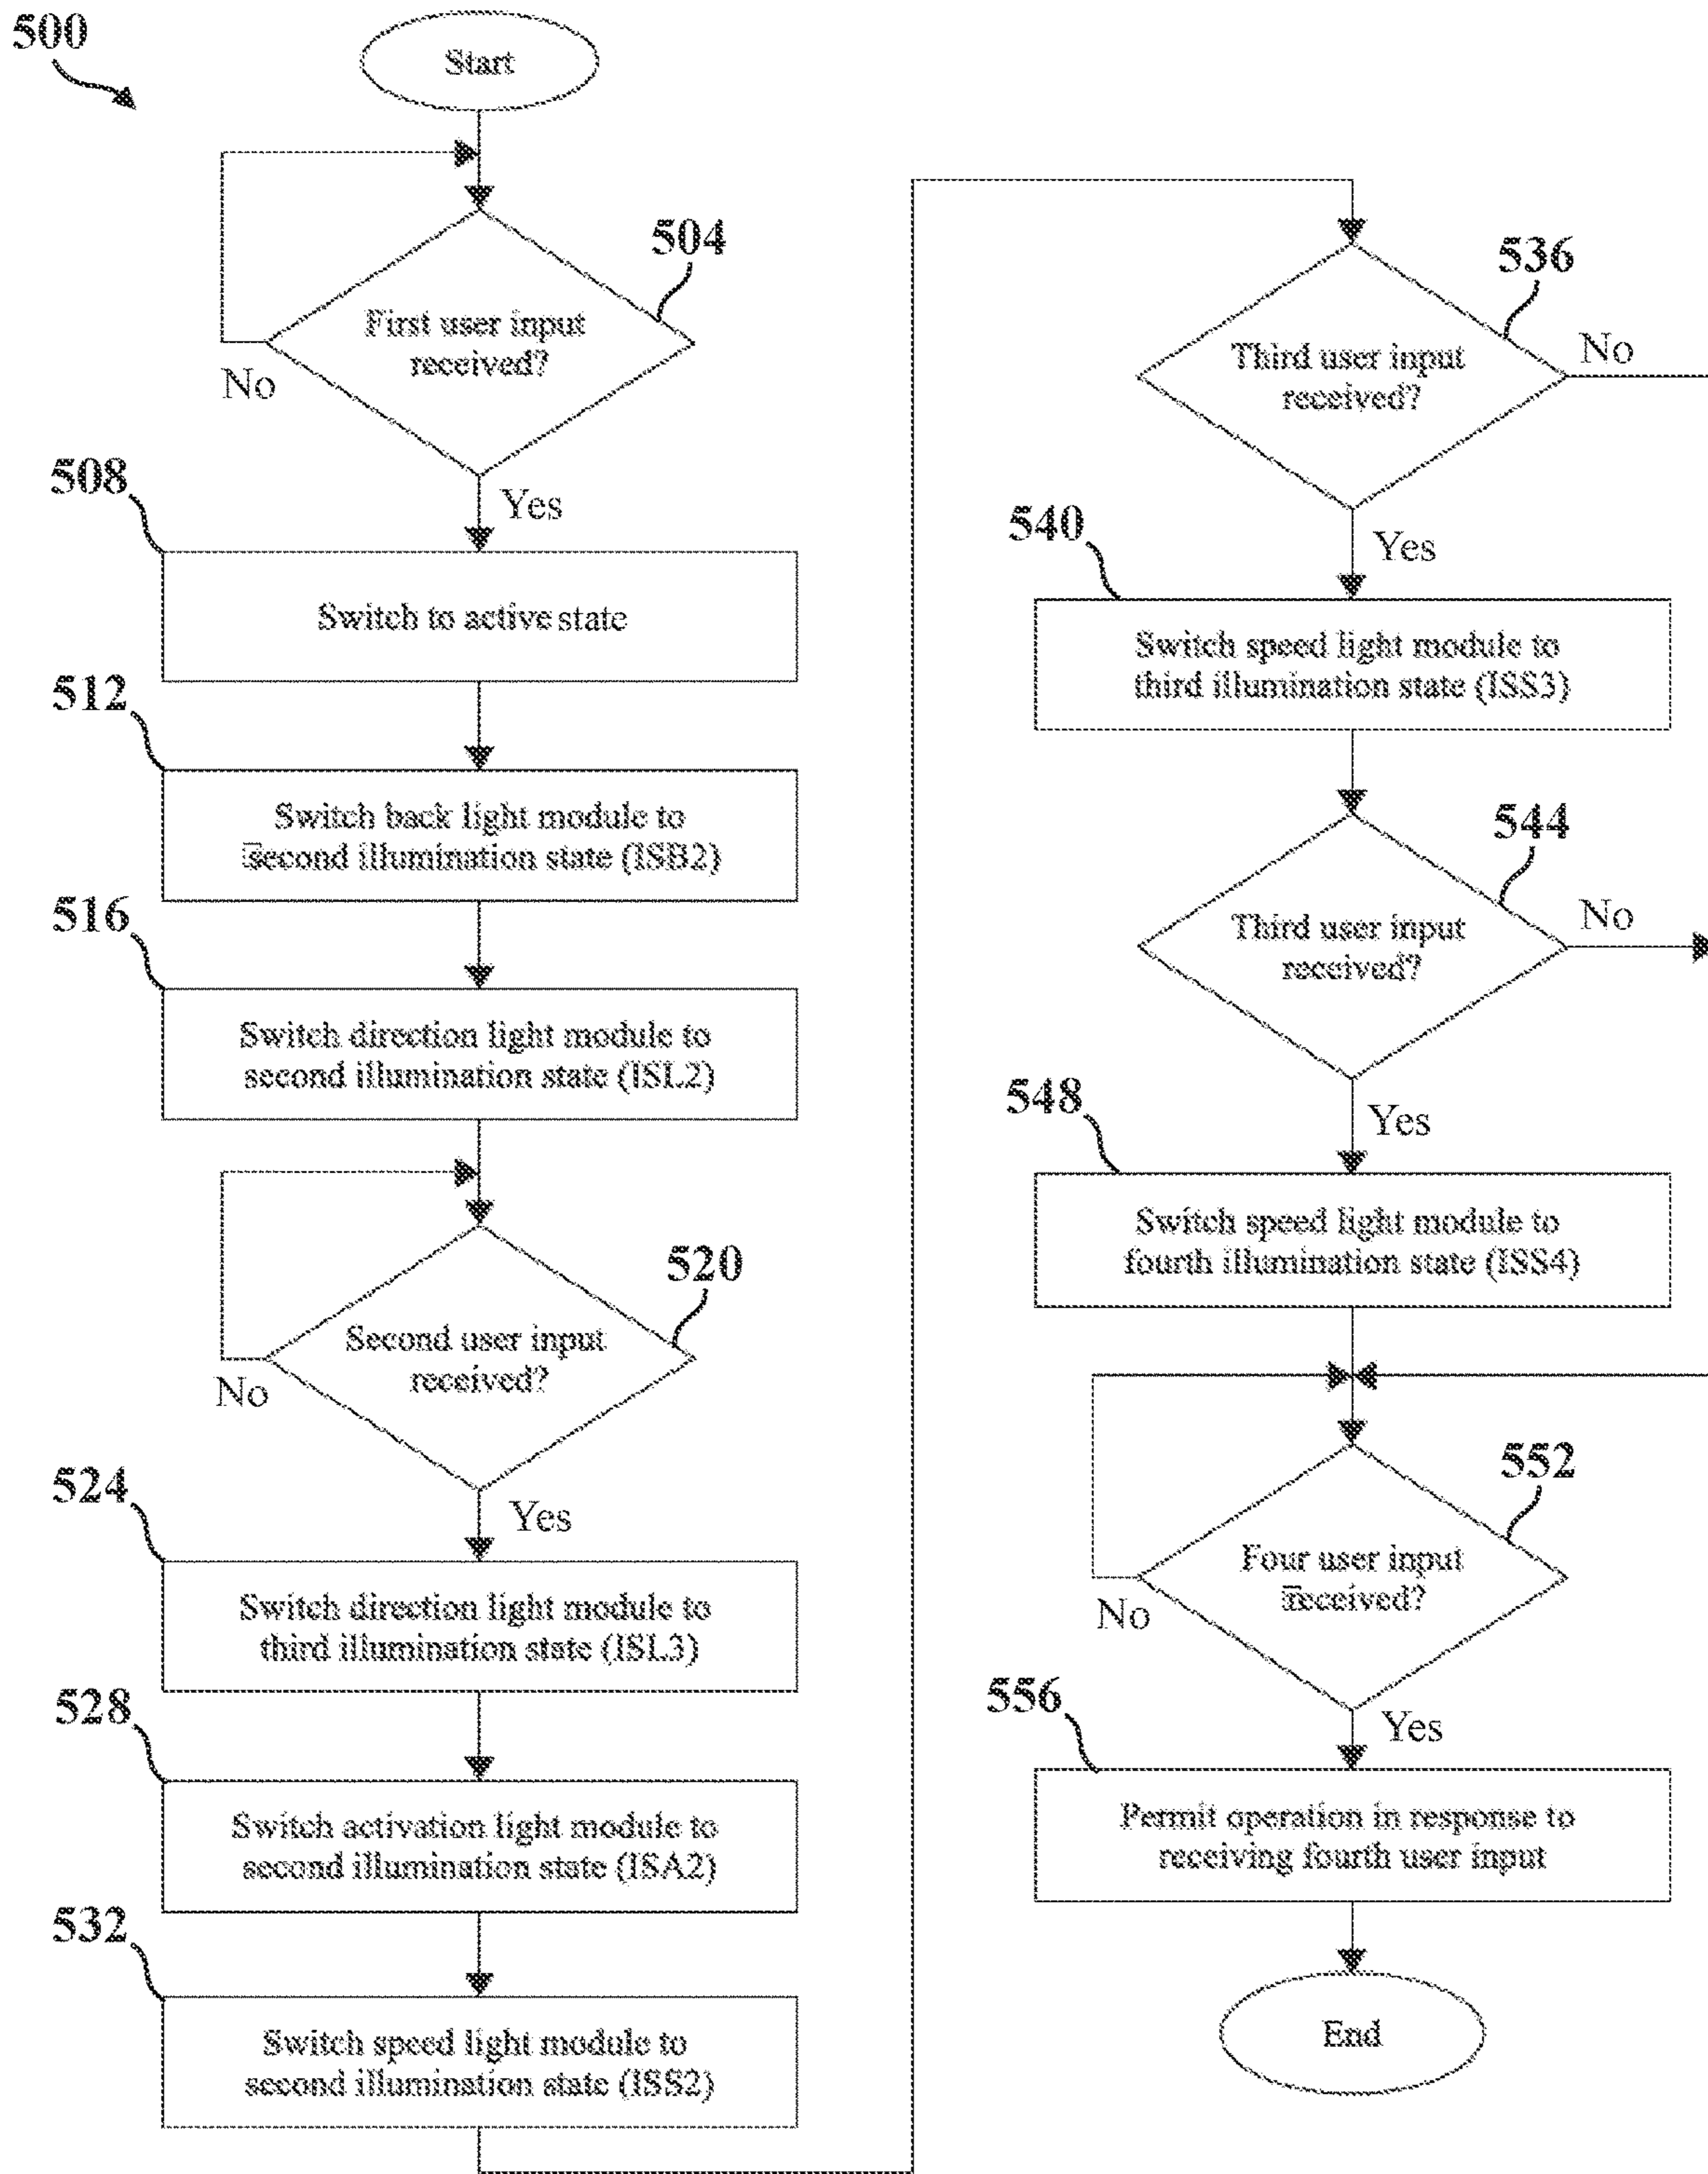 500
Start
504
First user input
received?
No
Yes
508
Switch to active state
512
Switch back light module to
second illumination state (ISB2)
516
Switch direction light module to
second illumination state (ISL2)
520
Second user input
received?
No
Yes
524
Switch direction light module to
third illumination state (ISL3)
528
Switch activation light module to
second illumination state (ISA2)
532
Switch speed light module to
second illumination state (ISS2)
536
Third user input
received?
No
Yes
540
Switch speed light module to
third illumination state (ISS3)
544
Third user input
received?
No
Yes
548
Switch speed light module to
fourth illumination state (ISS4)
552
Four user input
received?
No
Yes
556
Permit operation in response to
receiving fourth user input
End